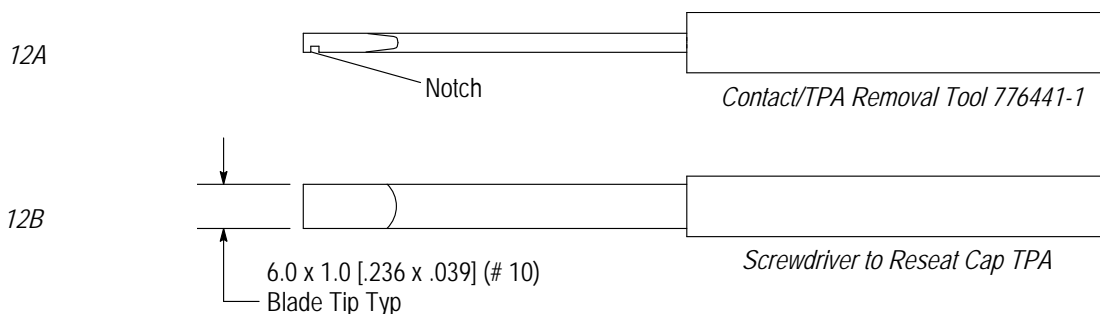 12A
Notch
Contact/TPA Removal Tool 776441-1
12B
Screwdriver to Reseat Cap TPA
6.0 x 1.0 [.236 x .039] (# 10)
Blade Tip Typ